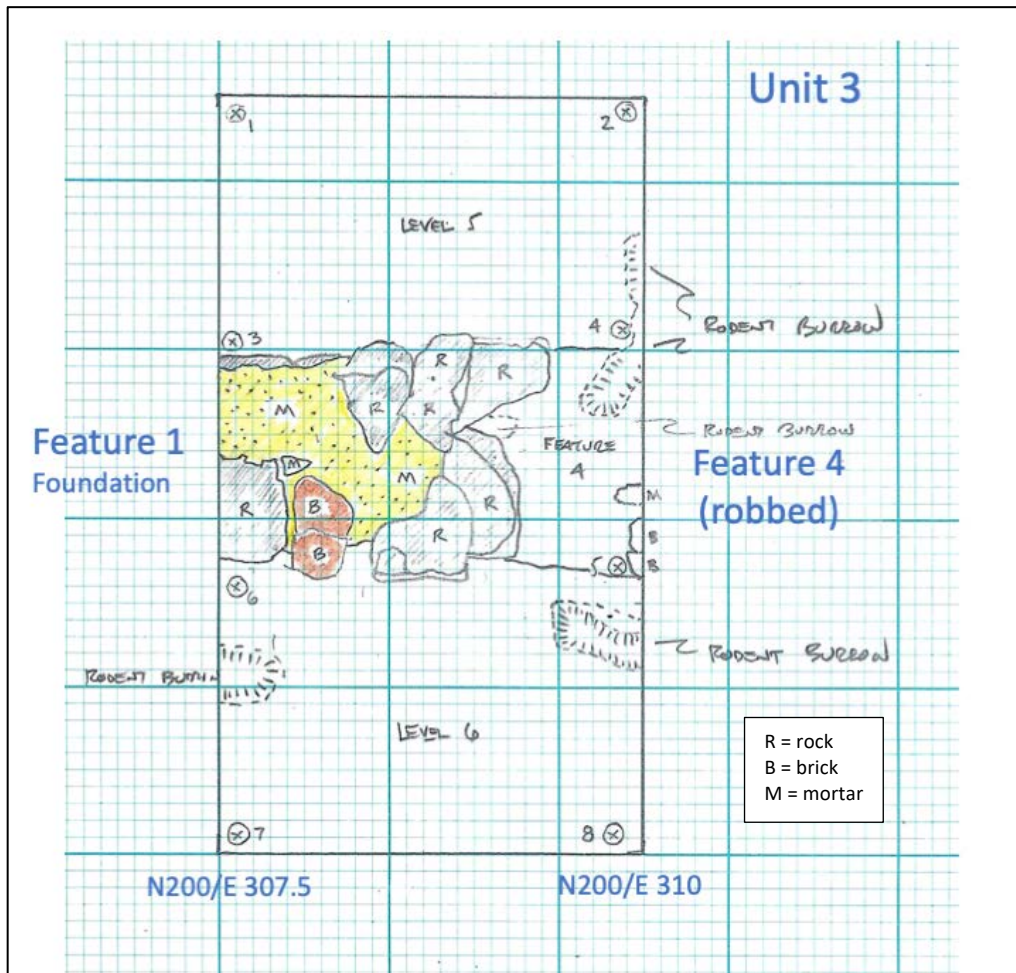 Unit 3
⊗1
2⊗
LEVEL 5
4⊗
RODENT BURROW
⊗3
R
R
R
R
M
RODENT BURROW
FEATURE
4
Feature 1
Foundation
Feature 4
(robbed)
M
M
M
R
B
R
R
B
B
B
5⊗
⊗6
RODENT BURROW
RODENT BURROW
LEVEL 6
R = rock
B = brick
M = mortar
⊗7
8⊗
N200/E 307.5
N200/E 310